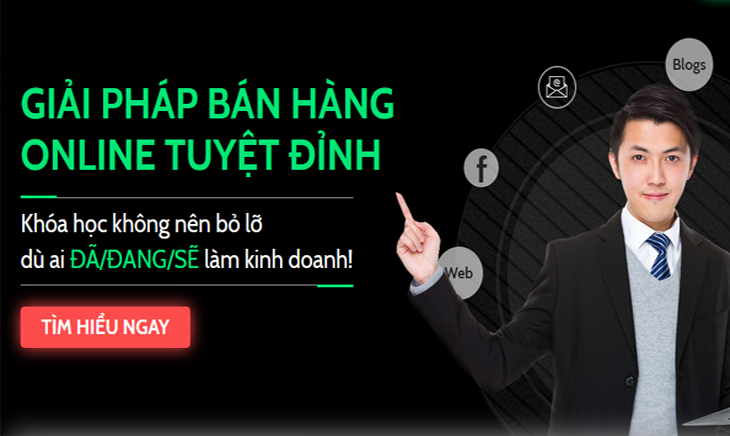 GIẢI PHÁP BÁN HÀNG
ONLINE TUYỆT ĐỈNH
Khóa học không nên bỏ lỡ
dù ai ĐÃ/ĐANG/SẼ làm kinh doanh!
TÌM HIỂU NGAY
Blogs
f
Web